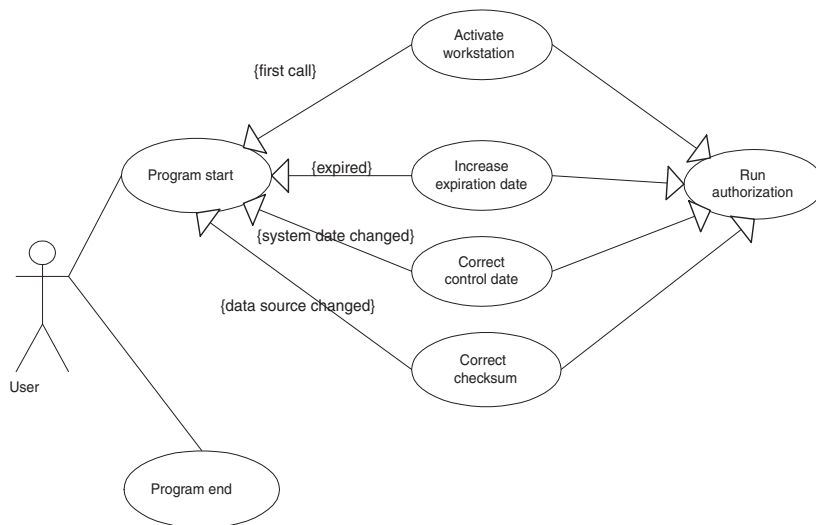 Activate
workstation
{first call}
Program start
{expired}
Increase
expiration date
Run
authorization
{system date changed}
Correct
control date
{data source changed}
Correct
checksum
User
Program end